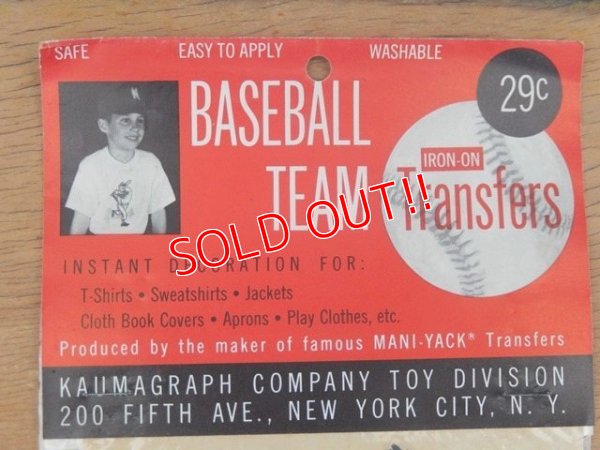 SAFE EASY TO APPLY WASHABLE
29¢
BASEBALL
TEAM
IRON-ON
Transfers
SOLD OUT!!
INSTANT DECORATION FOR:
T-Shirts • Sweatshirts • Jackets
Cloth Book Covers • Aprons • Play Clothes, etc.
Produced by the maker of famous MANI-YACK® Transfers
KAUMAGRAPH COMPANY TOY DIVISION
200 FIFTH AVE., NEW YORK CITY, N. Y.